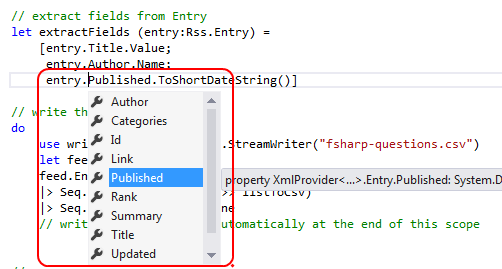 // extract fields from Entry
let extractFields (entry:Rss.Entry) =
[entry.Title.Value;
entry.Author.Name;
entry.Published.ToShortDateString()]
// write th
do
use wri .StreamWriter("fsharp-questions.csv")
let fee
feed.En >> listToCsv)
|> Seq. ne
|> Seq.
// writ utomatically at the end of this scope
Author
Categories
Id
Link
Published
Rank
Summary
Title
Updated
property XmlProvider<...>.Entry.Published: System.D